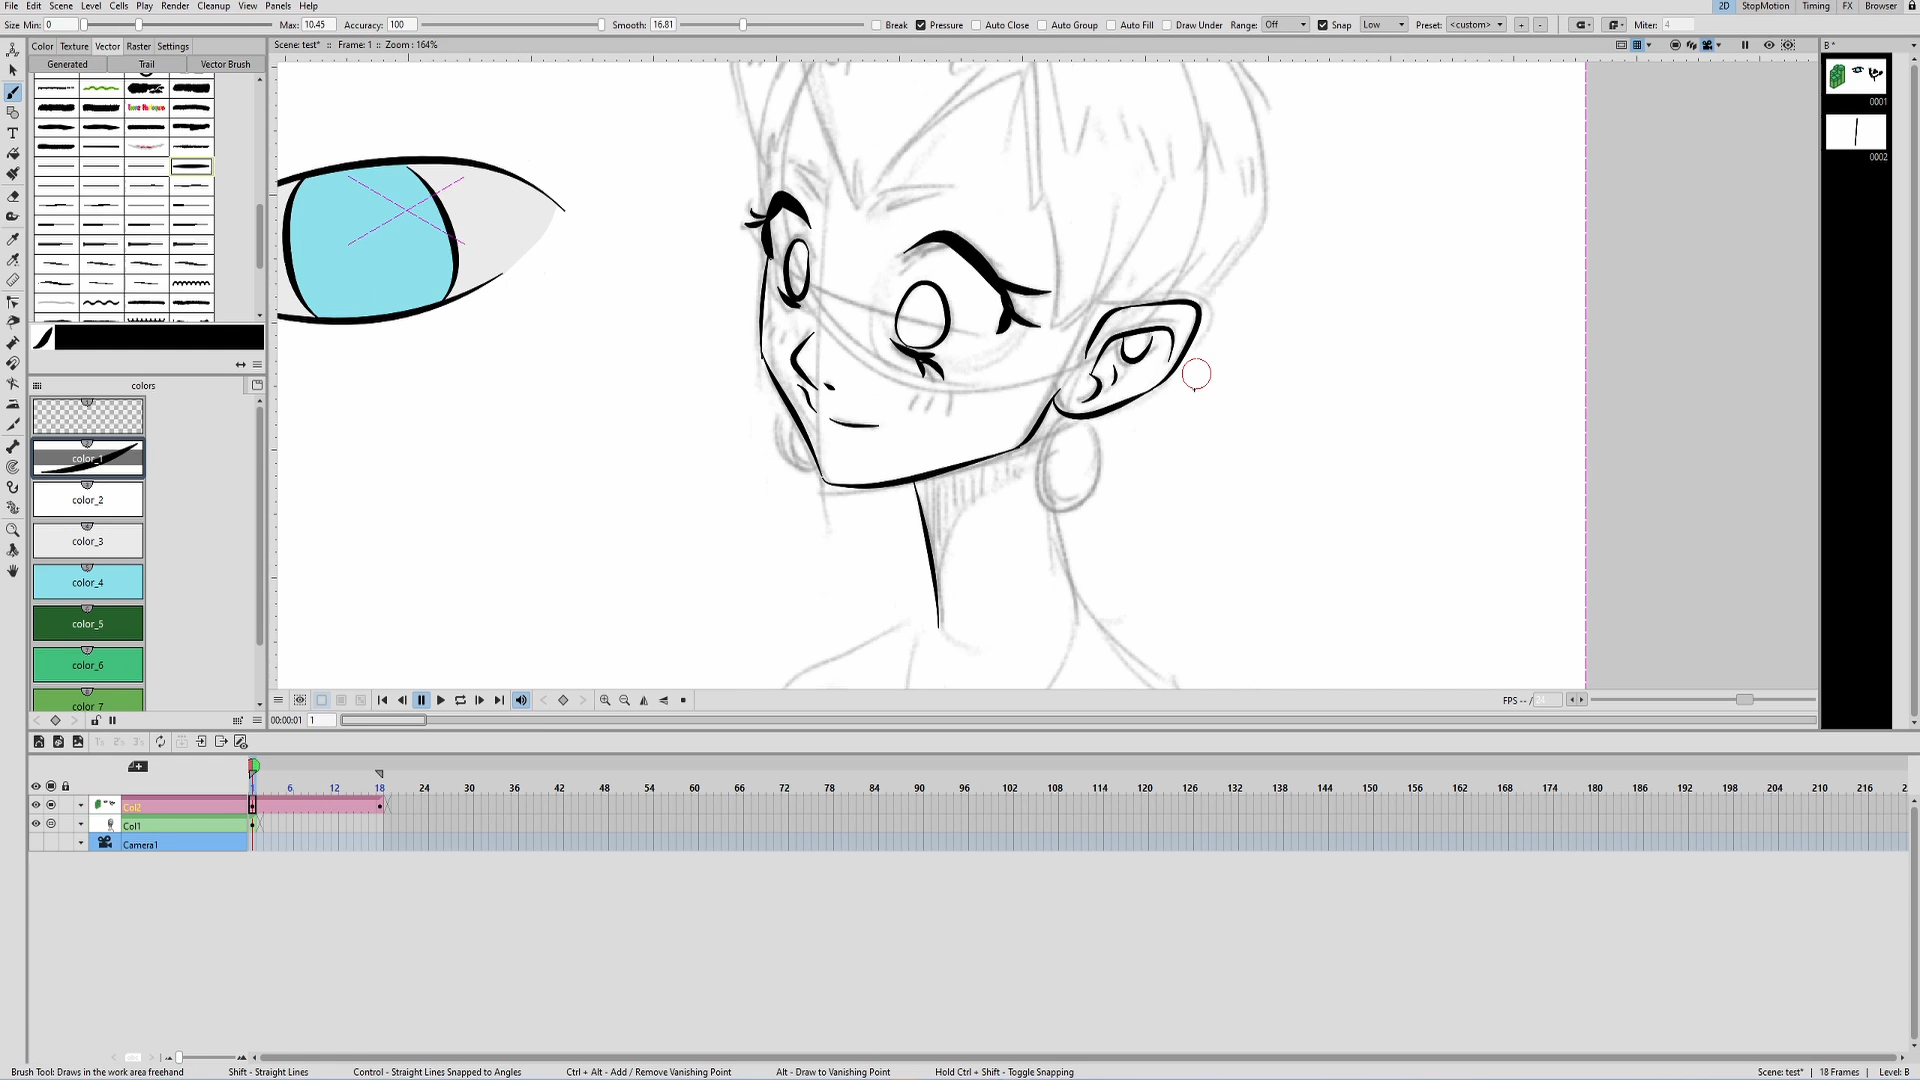 File Edit Scene Level Cells Play Render Cleanup View Panels Help 2D StopMotion Timing FX Browser
Size Min: 0 Max: 10.45 Accuracy: 100 Smooth: 16.81 Break Pressure Auto Close Auto Group Auto Fill Draw Under Range: Off Snap Low Preset: <custom> + - Miter: 4
Color Texture Vector Raster Settings Scene: test* :: Frame: 1 :: Zoom : 164% B*
Generated Trail Vector Brush
0001
0002
colors
color_1
color_2
color_3
color_4
color_5
color_6
color_7
FPS -- /
00:00:01 1
1 6 12 18 24 30 36 42 48 54 60 66 72 78 84 90 96 102 108 114 120 126 132 138 144 150 156 162 168 174 180 186 192 198 204 210 216 2
Col2
Col1
Camera1
Brush Tool: Draws in the work area freehand Shift - Straight Lines Control - Straight Lines Snapped to Angles Ctrl + Alt - Add / Remove Vanishing Point Alt - Draw to Vanishing Point Hold Ctrl + Shift - Toggle Snapping Scene: test* | 18 Frames | Level: B